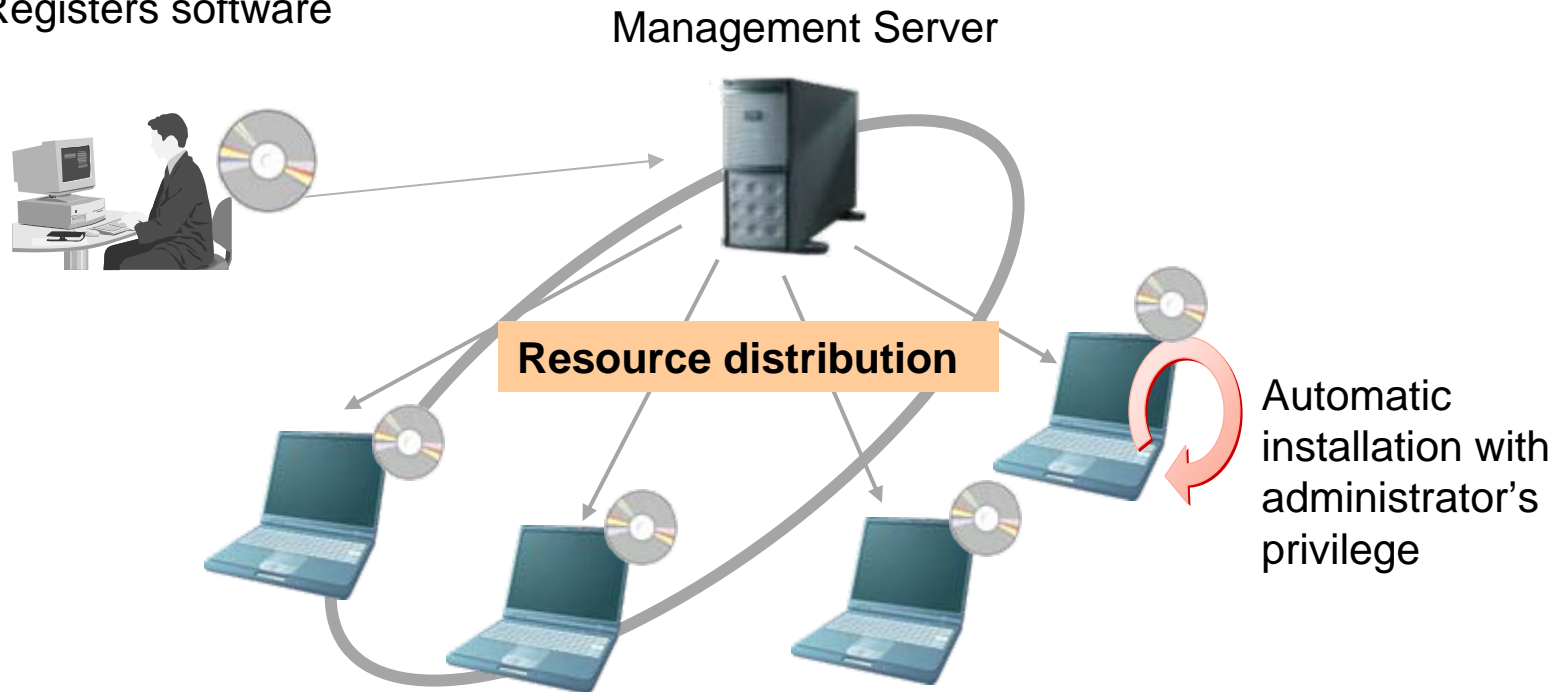 Registers software
Management Server
Resource distribution
Automatic
installation with
administrator’s
privilege